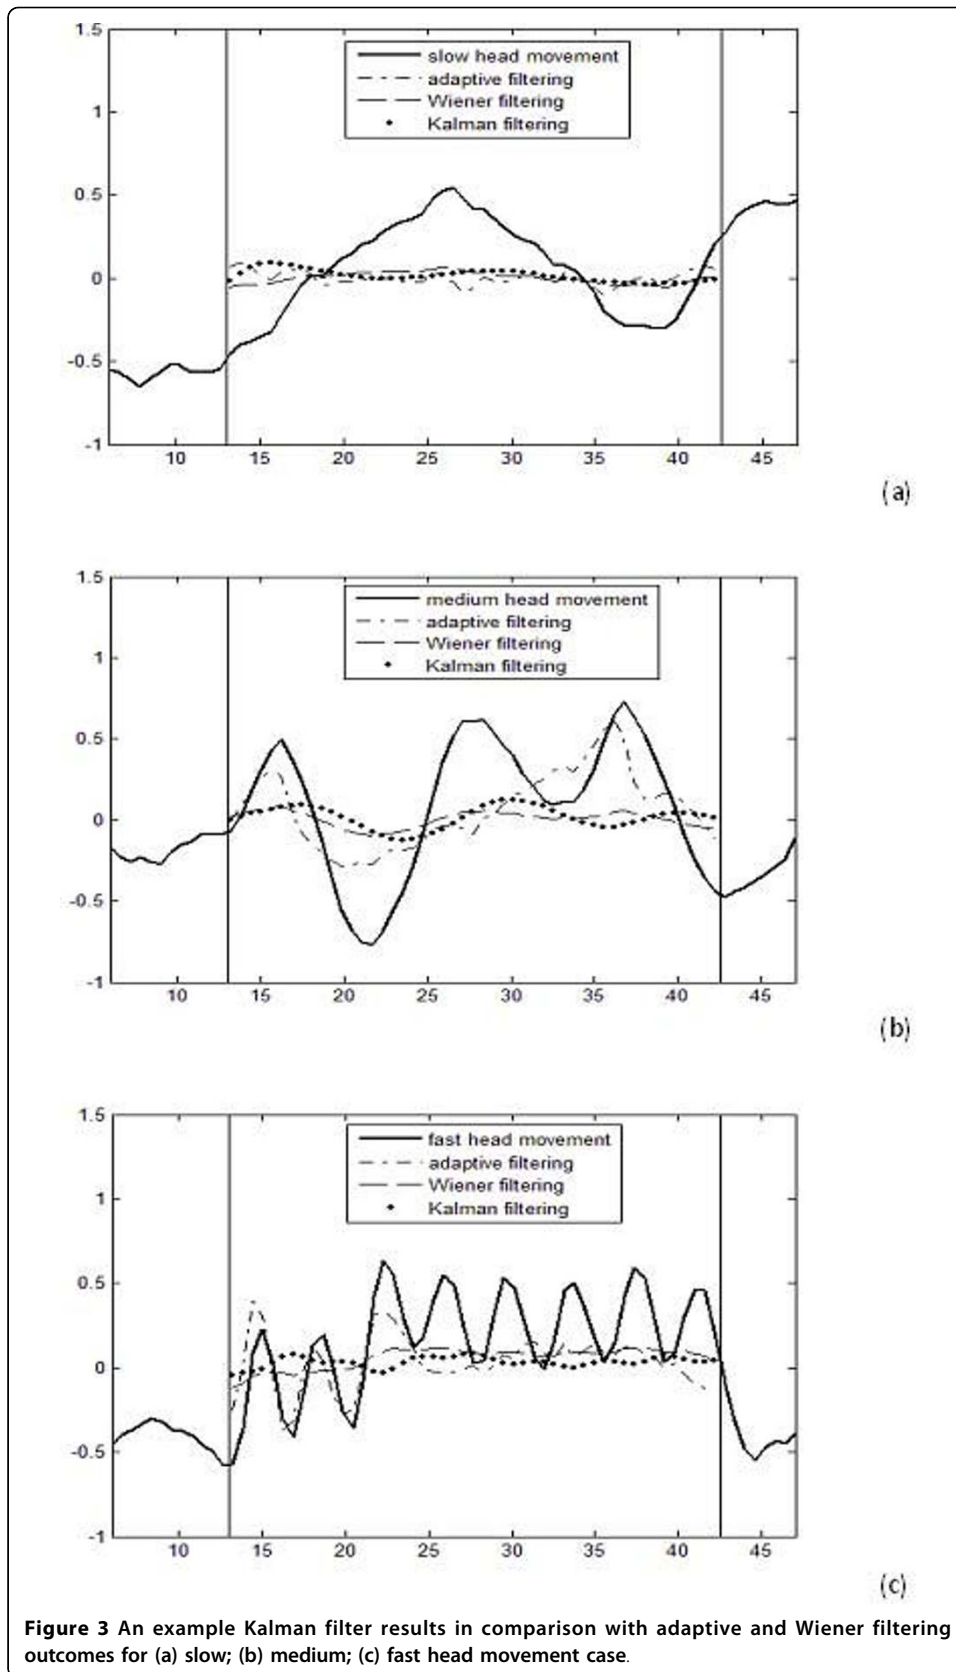 1.5
slow head movement
adaptive filtering
1
Wiener filtering
Kalman filtering
0.5
0
-0.5
-1
10 15 20 25 30 35 40 45
(a)
1.5
medium head movement
adaptive filtering
1
Wiener filtering
Kalman filtering
0.5
0
-0.5
-1
10 15 20 25 30 35 40 45
(b)
1.5
fast head movement
adaptive filtering
1
Wiener filtering
Kalman filtering
0.5
0
-0.5
-1
10 15 20 25 30 35 40 45
(c)
Figure 3 An example Kalman filter results in comparison with adaptive and Wiener filtering
outcomes for (a) slow; (b) medium; (c) fast head movement case.